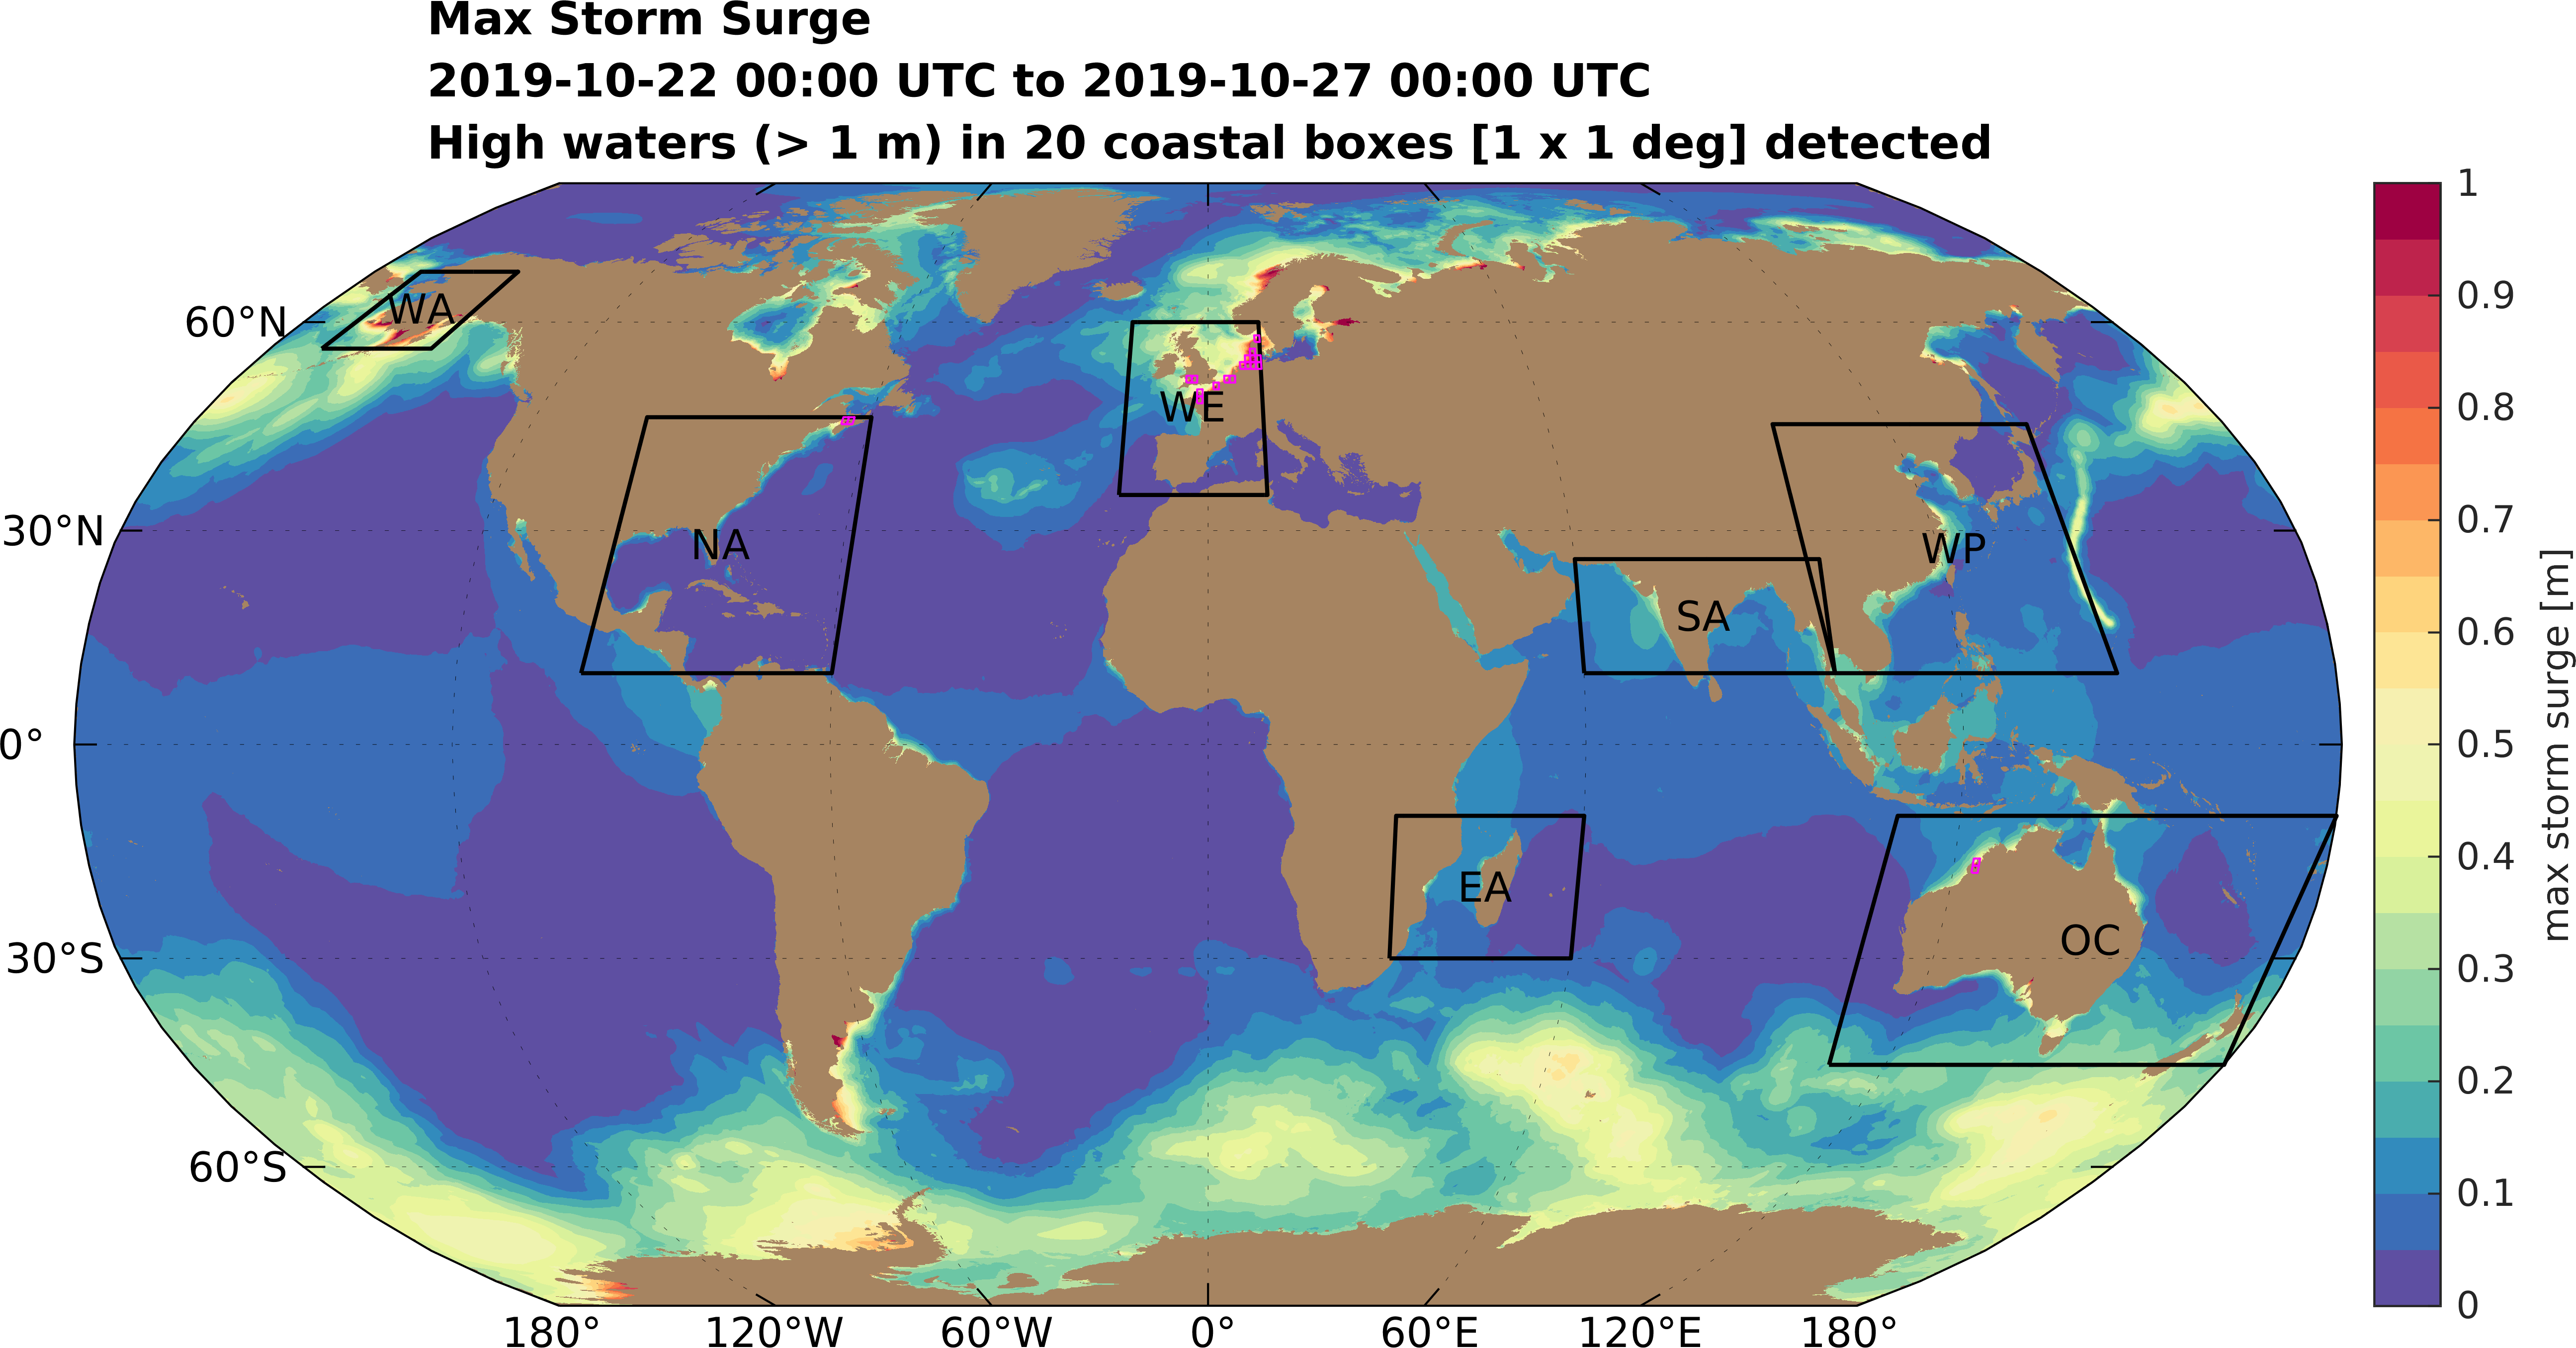 Max Storm Surge
2019-10-22 00:00 UTC to 2019-10-27 00:00 UTC
High waters (> 1 m) in 20 coastal boxes [1 x 1 deg] detected
60°N
30°N
0°
30°S
60°S
WA
NA
WE
SA
WP
EA
OC
180°
120°W
60°W
0°
60°E
120°E
180°
1
0.9
0.8
0.7
0.6
0.5
0.4
0.3
0.2
0.1
0
max storm surge [m]